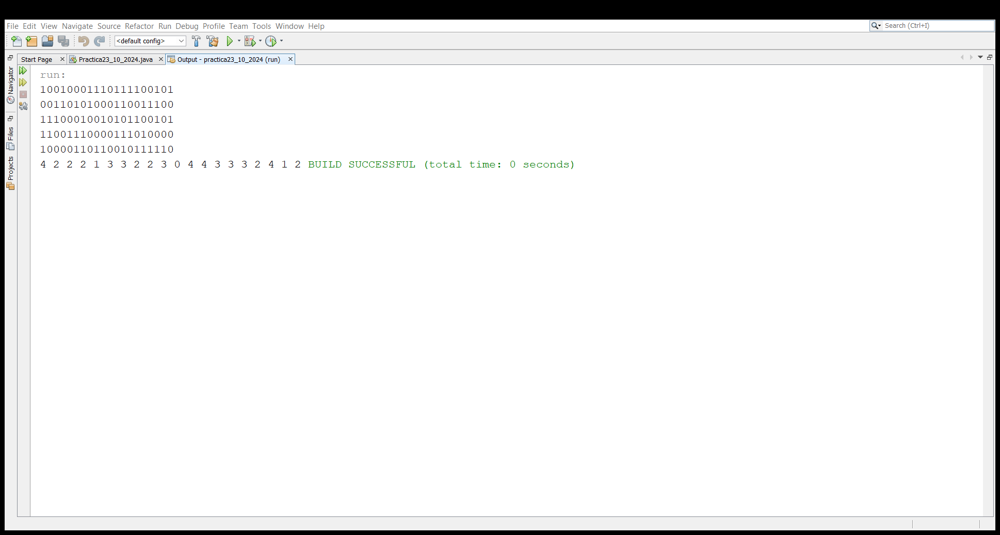 File Edit View Navigate Source Refactor Run Debug Profile Team Tools Window Help
Search (Ctrl+I)
<default config>
Start Page
Practica23_10_2024.java
Output - practica23_10_2024 (run)
Navigator
Files
Projects
run:
10010001110111100101
00110101000110011100
11100010010101100101
11001110000111010000
10000110110010111110
4 2 2 2 1 3 3 2 2 3 0 4 4 3 3 3 2 4 1 2 BUILD SUCCESSFUL (total time: 0 seconds)